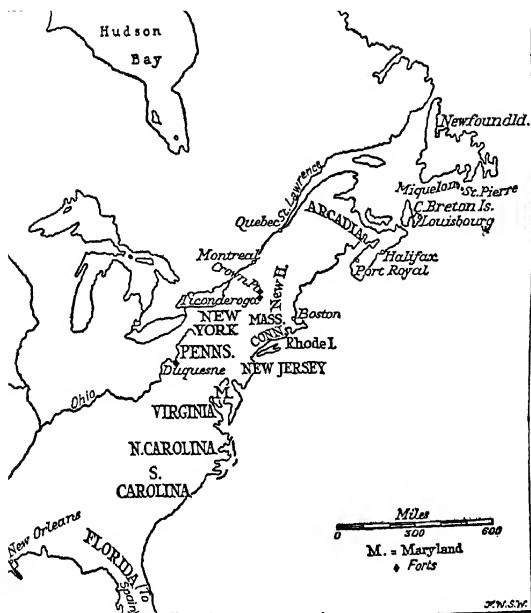 Hudson
Bay
Newfoundld.
Miquelon
St. Pierre
C. Breton Is.
Louisbourg
St. Lawrence
Quebec
ARCADIA
Halifax
Port Royal
Montreal
Crown Pt.
Ticonderoga
New H.
NEW
YORK
MASS.
Boston
CONN.
Rhode I.
PENNS.
Duquesne
NEW JERSEY
M.
Ohio
VIRGINIA
N. CAROLINA
S.
CAROLINA
New Orleans
FLORIDA
(To
Spain
Miles
0 300 600
M. = Maryland
Forts
F.W.S.W.